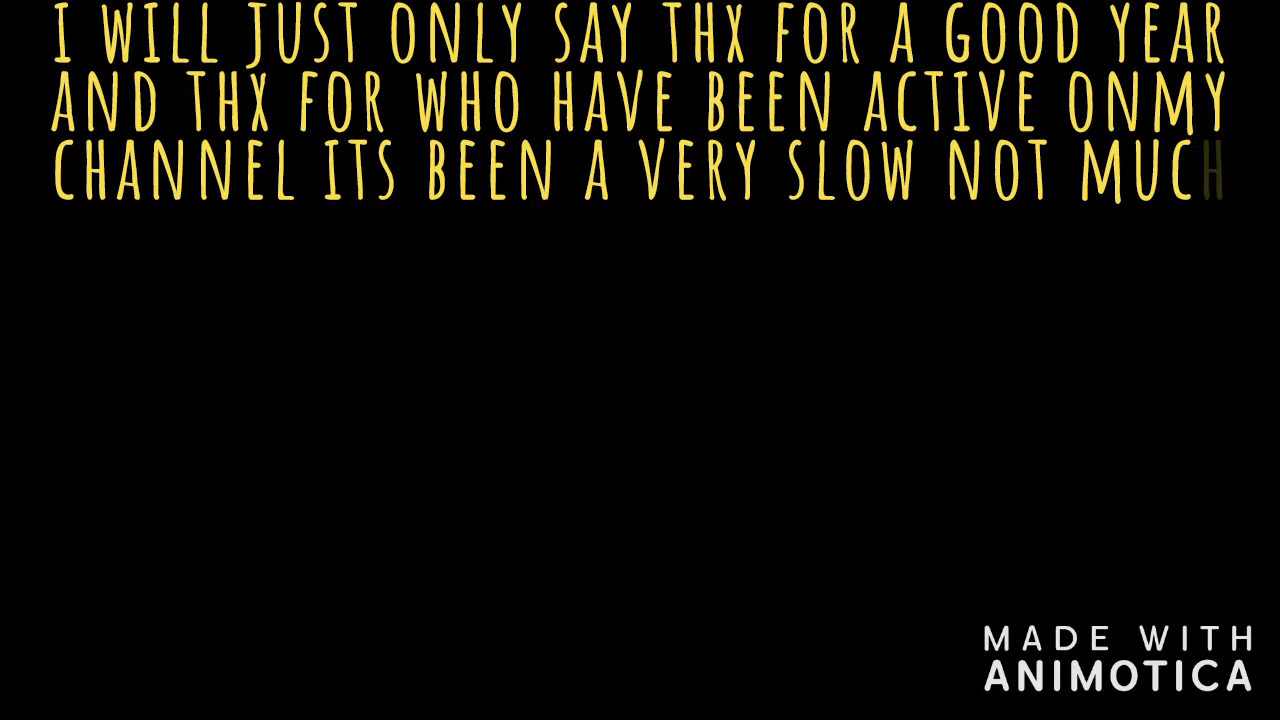 I WILL JUST ONLY SAY THX FOR A GOOD YEAR
AND THX FOR WHO HAVE BEEN ACTIVE ONMY
CHANNEL ITS BEEN A VERY SLOW NOT MUCH
MADE WITH
ANIMOTICA